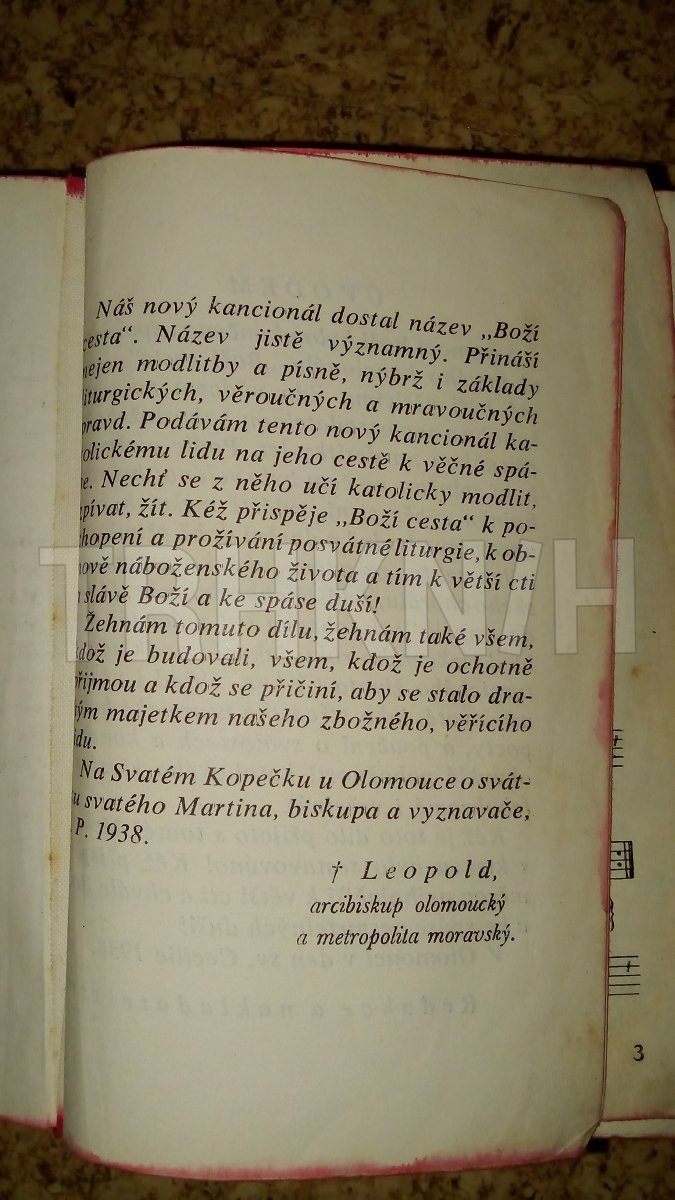 Náš nový kancionál dostal název „Boží
cesta“. Název jistě významný. Přináší
nejen modlitby a písně, nýbrž i základy
liturgických, věroučných a mravoučných
pravd. Podávám tento nový kancionál ka-
tolickému lidu na jeho cestě k věčné spá-
se. Nechť se z něho učí katolicky modlit,
zpívat, žít. Kéž přispěje „Boží cesta“ k po-
chopení a prožívání posvátné liturgie, k ob-
nově náboženského života a tím k větší cti
a slávě Boží a ke spáse duší!
Žehnám tomuto dílu, žehnám také všem,
kdož je budovali, všem, kdož je ochotně
přijmou a kdož se přičiní, aby se stalo dra-
hým majetkem našeho zbožného, věřícího
lidu.
Na Svatém Kopečku u Olomouce o svát-
ku svatého Martina, biskupa a vyznavače,
P. 1938.
† Leopold,
arcibiskup olomoucký
a metropolita moravský.
3